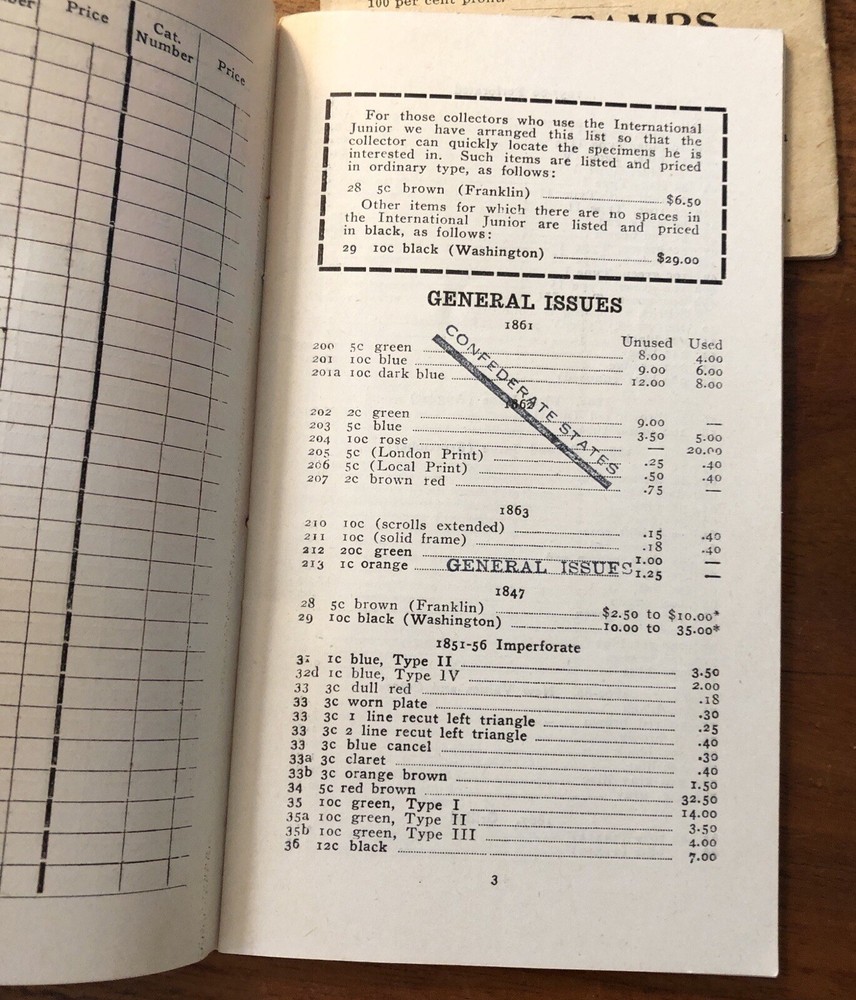 100 per cent profit.
Price
Cat.
Number
Price
For those collectors who use the International
Junior we have arranged this list so that the
collector can quickly locate the specimens he is
interested in. Such items are listed and priced
in ordinary type, as follows:
28 5c brown (Franklin) $6.50
Other items for which there are no spaces in
the International Junior are listed and priced
in black, as follows:
29 10c black (Washington) $29.00
GENERAL ISSUES
1861
Unused Used
200 5c green 8.00 4.00
201 10c blue 9.00 6.00
201a 10c dark blue 12.00 8.00
CONFEDERATE STATES
1862
202 2c green 9.00 —
203 5c blue 3.50 5.00
204 10c rose — 20.00
205 5c (London Print) .25 .40
206 5c (Local Print) .50 .40
207 2c brown red .75 —
1863
210 10c (scrolls extended) .15 .40
211 10c (solid frame) .18 .40
212 20c green 1.00 —
213 1c orange 1.25 —
GENERAL ISSUES
1847
28 5c brown (Franklin) $2.50 to $10.00*
29 10c black (Washington) 10.00 to 35.00*
1851-56 Imperforate
1c blue, Type II 3.50
32d 1c blue, Type IV 2.00
33 3c dull red .18
33 3c worn plate .30
33 3c 1 line recut left triangle .25
33 3c 2 line recut left triangle .40
33 3c blue cancel .30
33a 3c claret .40
33b 3c orange brown 1.50
34 5c red brown 32.50
35 10c green, Type I 14.00
35a 10c green, Type II 3.50
35b 10c green, Type III 4.00
36 12c black 7.00
3